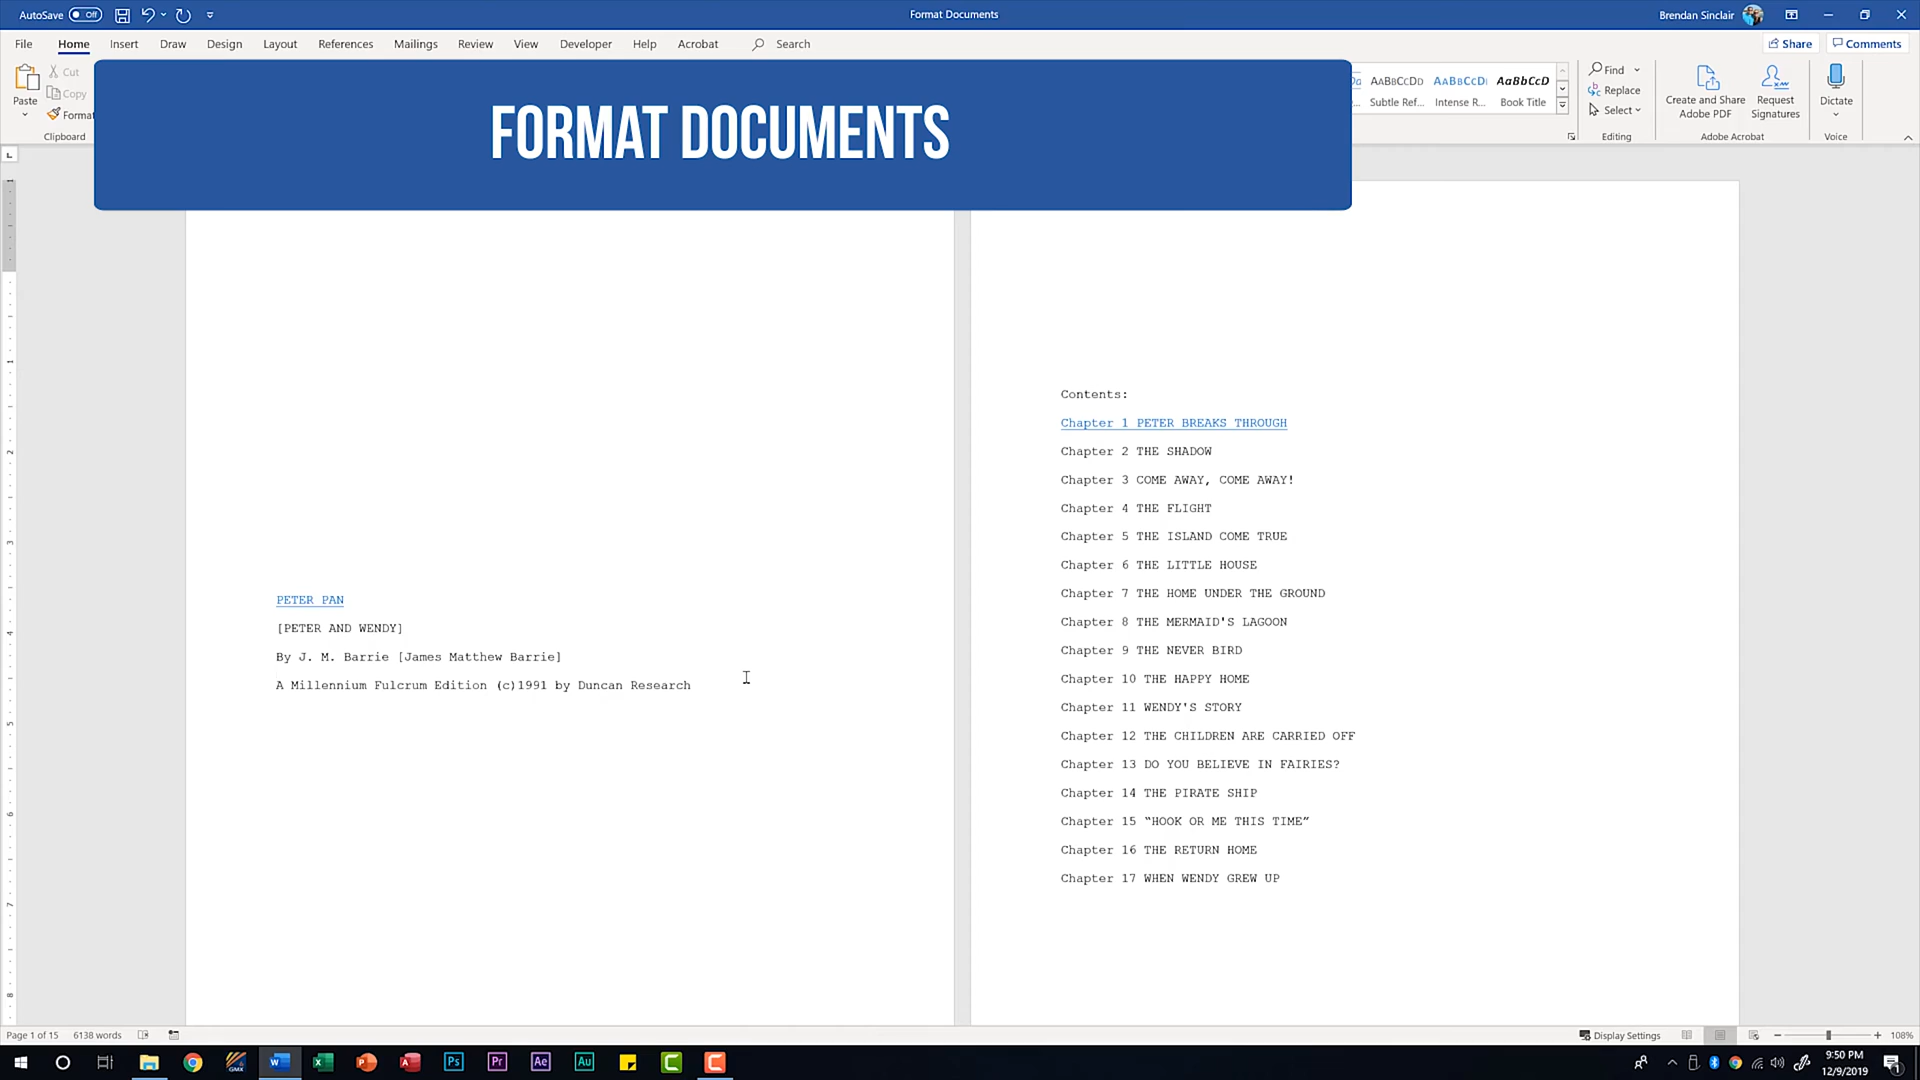 AutoSave Off
Format Documents
Brendan Sinclair
File Home Insert Draw Design Layout References Mailings Review View Developer Help Acrobat Search
Share Comments
Paste
Cut
Copy
Format
Clipboard
FORMAT DOCUMENTS
AaBbCcDd AaBbCcDd AaBbCcD
Subtle Ref... Intense R... Book Title
Find
Replace
Select
Editing
Create and Share
Adobe PDF
Request
Signatures
Adobe Acrobat
Dictate
Voice
PETER PAN
[PETER AND WENDY]
By J. M. Barrie [James Matthew Barrie]
A Millennium Fulcrum Edition (c)1991 by Duncan Research
Contents:
Chapter 1 PETER BREAKS THROUGH
Chapter 2 THE SHADOW
Chapter 3 COME AWAY, COME AWAY!
Chapter 4 THE FLIGHT
Chapter 5 THE ISLAND COME TRUE
Chapter 6 THE LITTLE HOUSE
Chapter 7 THE HOME UNDER THE GROUND
Chapter 8 THE MERMAID'S LAGOON
Chapter 9 THE NEVER BIRD
Chapter 10 THE HAPPY HOME
Chapter 11 WENDY'S STORY
Chapter 12 THE CHILDREN ARE CARRIED OFF
Chapter 13 DO YOU BELIEVE IN FAIRIES?
Chapter 14 THE PIRATE SHIP
Chapter 15 “HOOK OR ME THIS TIME”
Chapter 16 THE RETURN HOME
Chapter 17 WHEN WENDY GREW UP
Page 1 of 15 6138 words
Display Settings
108%
GMX
Ps Pr Ae Au
9:50 PM
12/9/2019